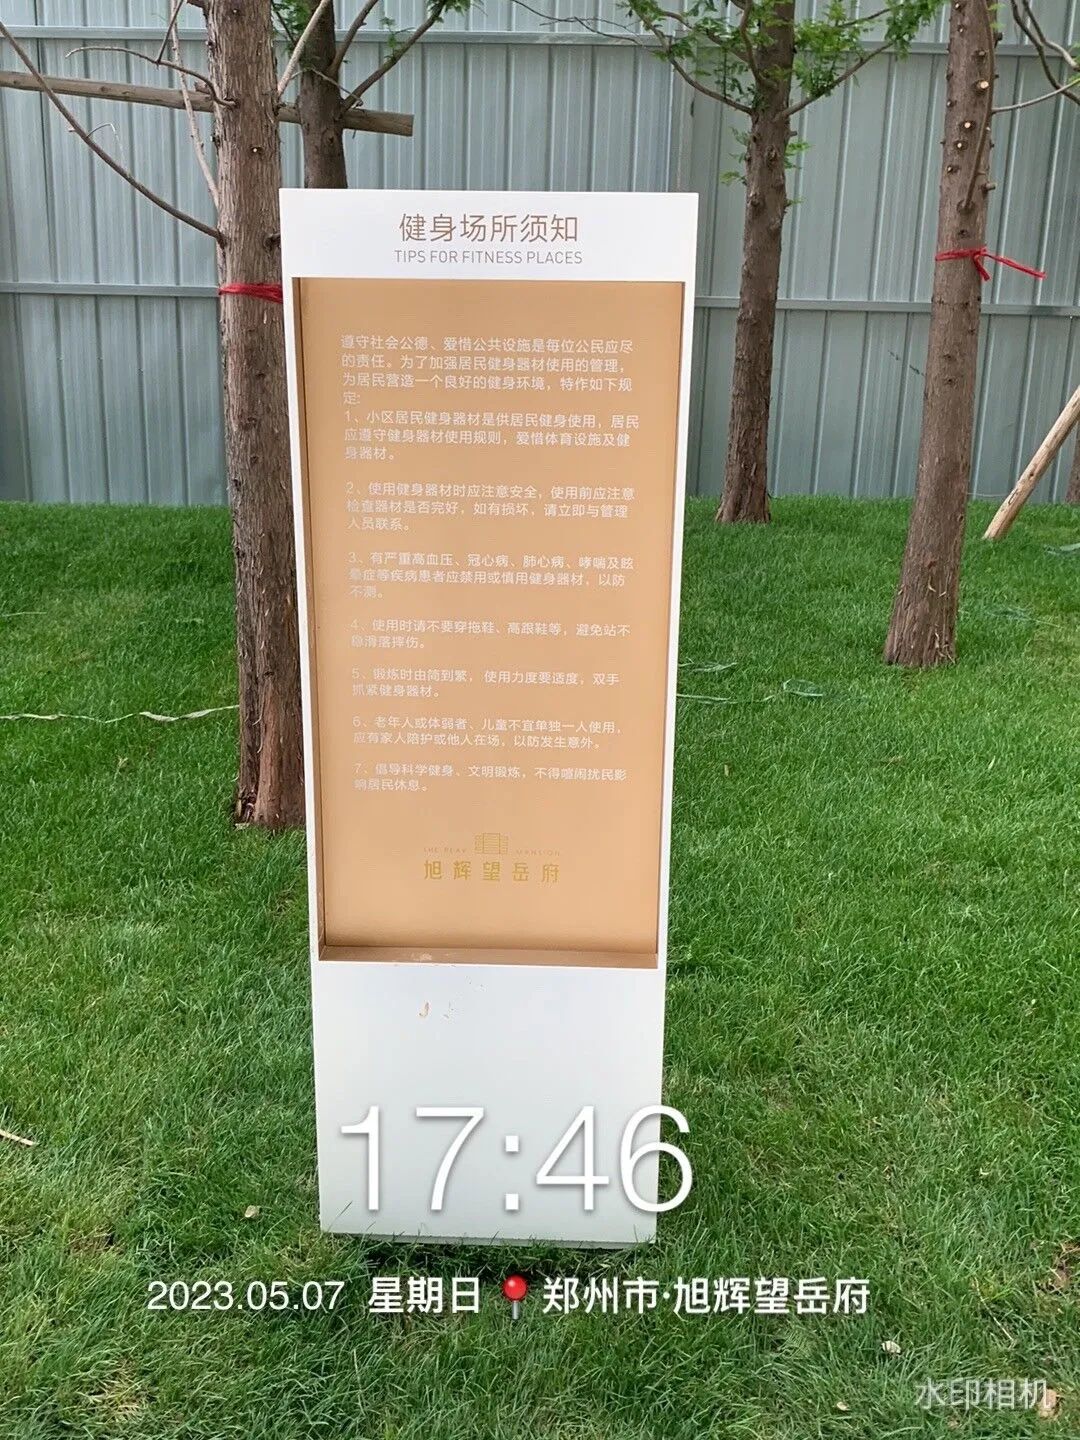 健身场所须知
TIPS FOR FITNESS PLACES
遵守社会公德、爱惜公共设施是每位公民应尽
的责任。为了加强居民健身器材使用的管理，
为居民营造一个良好的健身环境，特作如下规
定：
1、小区居民健身器材是供居民健身使用，居民
应遵守健身器材使用规则，爱惜体育设施及健
身器材。
2、使用健身器材时应注意安全，使用前应注意
检查器材是否完好，如有损坏，请立即与管理
人员联系。
3、有严重高血压、冠心病、肺心病、哮喘及眩
晕症等疾病患者应禁用或慎用健身器材，以防
不测。
4、使用时请不要穿拖鞋、高跟鞋等，避免站不
稳滑落摔伤。
5、锻炼时由简到繁，使用力度要适度，双手
抓紧健身器材。
6、老年人或体弱者、儿童不宜单独一人使用，
应有家人陪护或他人在场，以防发生意外。
7、倡导科学健身、文明锻炼，不得喧闹扰民影
响居民休息。
THE PEAK MANSION
旭辉望岳府
17:46
2023.05.07 星期日 郑州市·旭辉望岳府
水印相机